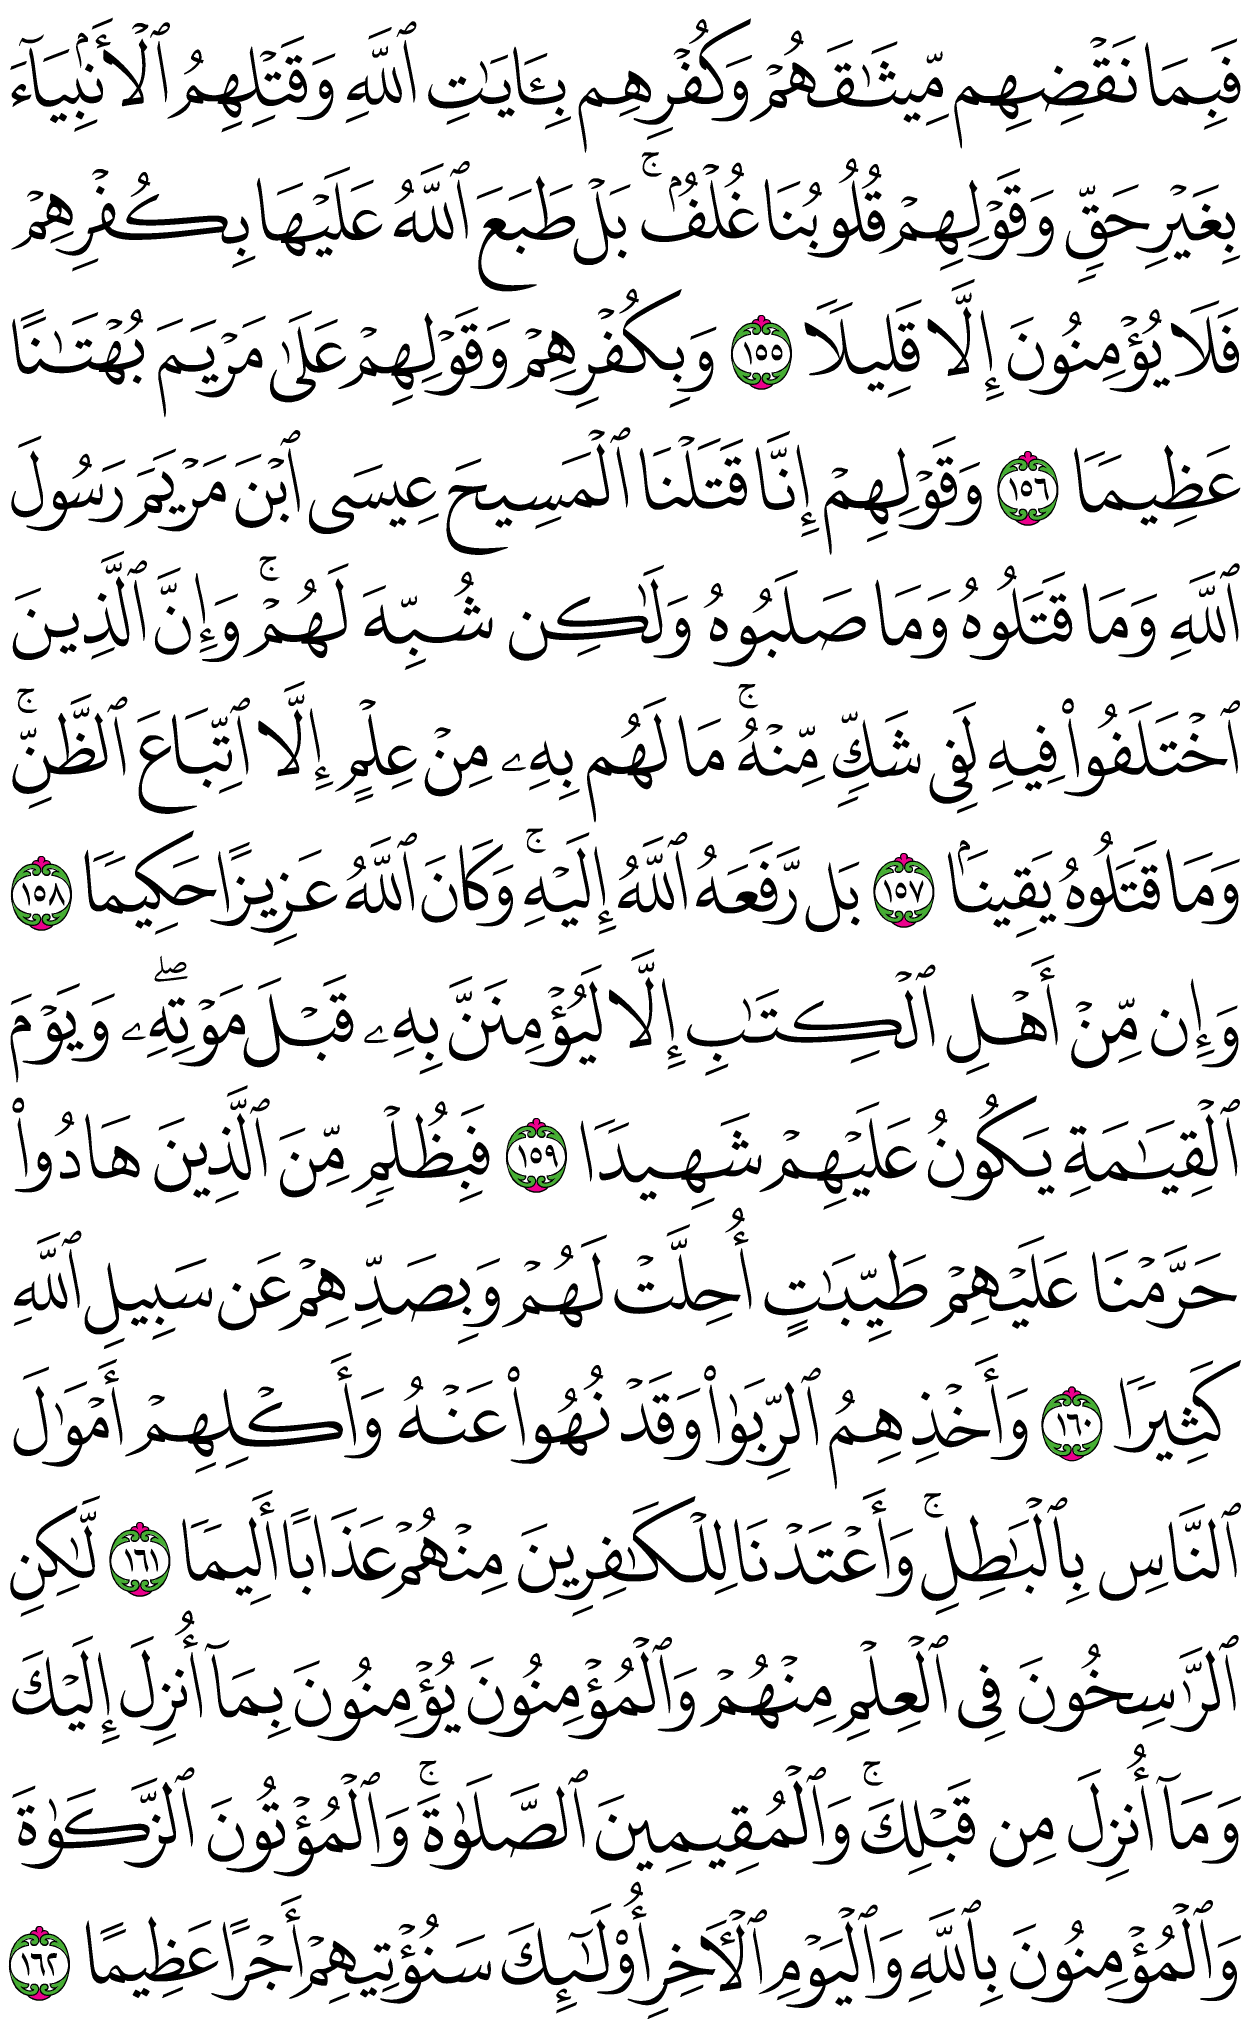 فَبِمَا نَقْضِهِم مِّيثَٰقَهُمْ وَكُفْرِهِم بِـَٔايَٰتِ ٱللَّهِ وَقَتْلِهِمُ ٱلْأَنۢبِيَآءَ
بِغَيْرِ حَقٍّ وَقَوْلِهِمْ قُلُوبُنَا غُلْفٌۢ ۚ بَلْ طَبَعَ ٱللَّهُ عَلَيْهَا بِكُفْرِهِمْ
فَلَا يُؤْمِنُونَ إِلَّا قَلِيلًا ١٥٥ وَبِكُفْرِهِمْ وَقَوْلِهِمْ عَلَىٰ مَرْيَمَ بُهْتَٰنًا
عَظِيمًا ١٥٦ وَقَوْلِهِمْ إِنَّا قَتَلْنَا ٱلْمَسِيحَ عِيسَى ٱبْنَ مَرْيَمَ رَسُولَ
ٱللَّهِ وَمَا قَتَلُوهُ وَمَا صَلَبُوهُ وَلَٰكِن شُبِّهَ لَهُمْ ۚ وَإِنَّ ٱلَّذِينَ
ٱخْتَلَفُوا۟ فِيهِ لَفِى شَكٍّ مِّنْهُ ۚ مَا لَهُم بِهِۦ مِنْ عِلْمٍ إِلَّا ٱتِّبَاعَ ٱلظَّنِّ ۚ
وَمَا قَتَلُوهُ يَقِينًۢا ١٥٧ بَل رَّفَعَهُ ٱللَّهُ إِلَيْهِ ۚ وَكَانَ ٱللَّهُ عَزِيزًا حَكِيمًا ١٥٨
وَإِن مِّنْ أَهْلِ ٱلْكِتَٰبِ إِلَّا لَيُؤْمِنَنَّ بِهِۦ قَبْلَ مَوْتِهِۦ ۖ وَيَوْمَ
ٱلْقِيَٰمَةِ يَكُونُ عَلَيْهِمْ شَهِيدًا ١٥٩ فَبِظُلْمٍ مِّنَ ٱلَّذِينَ هَادُوا۟
حَرَّمْنَا عَلَيْهِمْ طَيِّبَٰتٍ أُحِلَّتْ لَهُمْ وَبِصَدِّهِمْ عَن سَبِيلِ ٱللَّهِ
كَثِيرًا ١٦٠ وَأَخْذِهِمُ ٱلرِّبَوٰا۟ وَقَدْ نُهُوا۟ عَنْهُ وَأَكْلِهِمْ أَمْوَٰلَ
ٱلنَّاسِ بِٱلْبَٰطِلِ ۚ وَأَعْتَدْنَا لِلْكَٰفِرِينَ مِنْهُمْ عَذَابًا أَلِيمًا ١٦١ لَّٰكِنِ
ٱلرَّٰسِخُونَ فِى ٱلْعِلْمِ مِنْهُمْ وَٱلْمُؤْمِنُونَ يُؤْمِنُونَ بِمَآ أُنزِلَ إِلَيْكَ
وَمَآ أُنزِلَ مِن قَبْلِكَ ۚ وَٱلْمُقِيمِينَ ٱلصَّلَوٰةَ ۚ وَٱلْمُؤْتُونَ ٱلزَّكَوٰةَ
وَٱلْمُؤْمِنُونَ بِٱللَّهِ وَٱلْيَوْمِ ٱلْـَٔاخِرِ أُو۟لَٰٓئِكَ سَنُؤْتِيهِمْ أَجْرًا عَظِيمًا ١٦٢